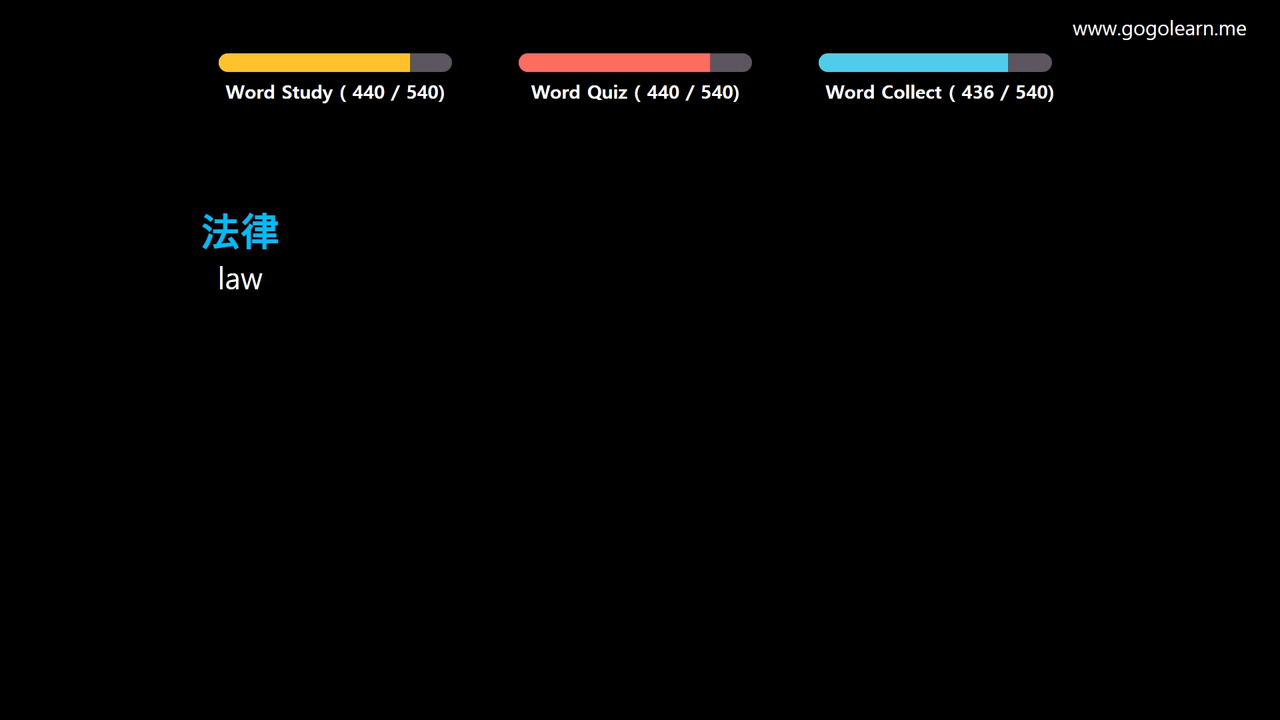 www.gogolearn.me
Word Study ( 440 / 540)
Word Quiz ( 440 / 540)
Word Collect ( 436 / 540)
法律
law